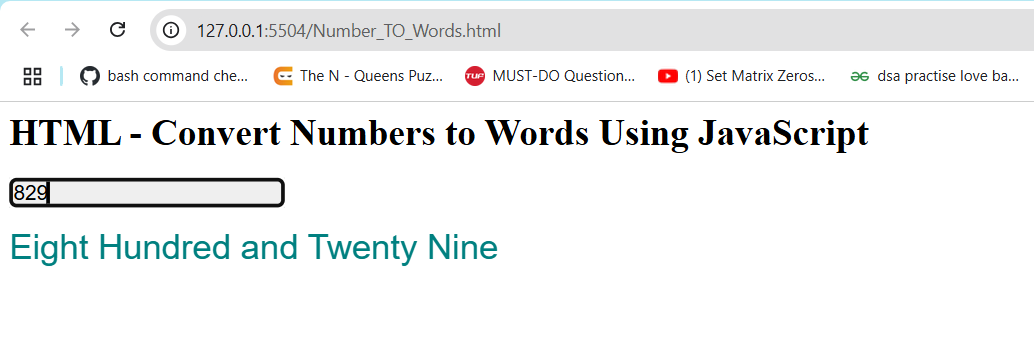 127.0.0.1:5504/Number_TO_Words.html
bash command che... The N - Queens Puz... TUF MUST-DO Question... (1) Set Matrix Zeros... dsa practise love ba...
HTML - Convert Numbers to Words Using JavaScript
829
Eight Hundred and Twenty Nine